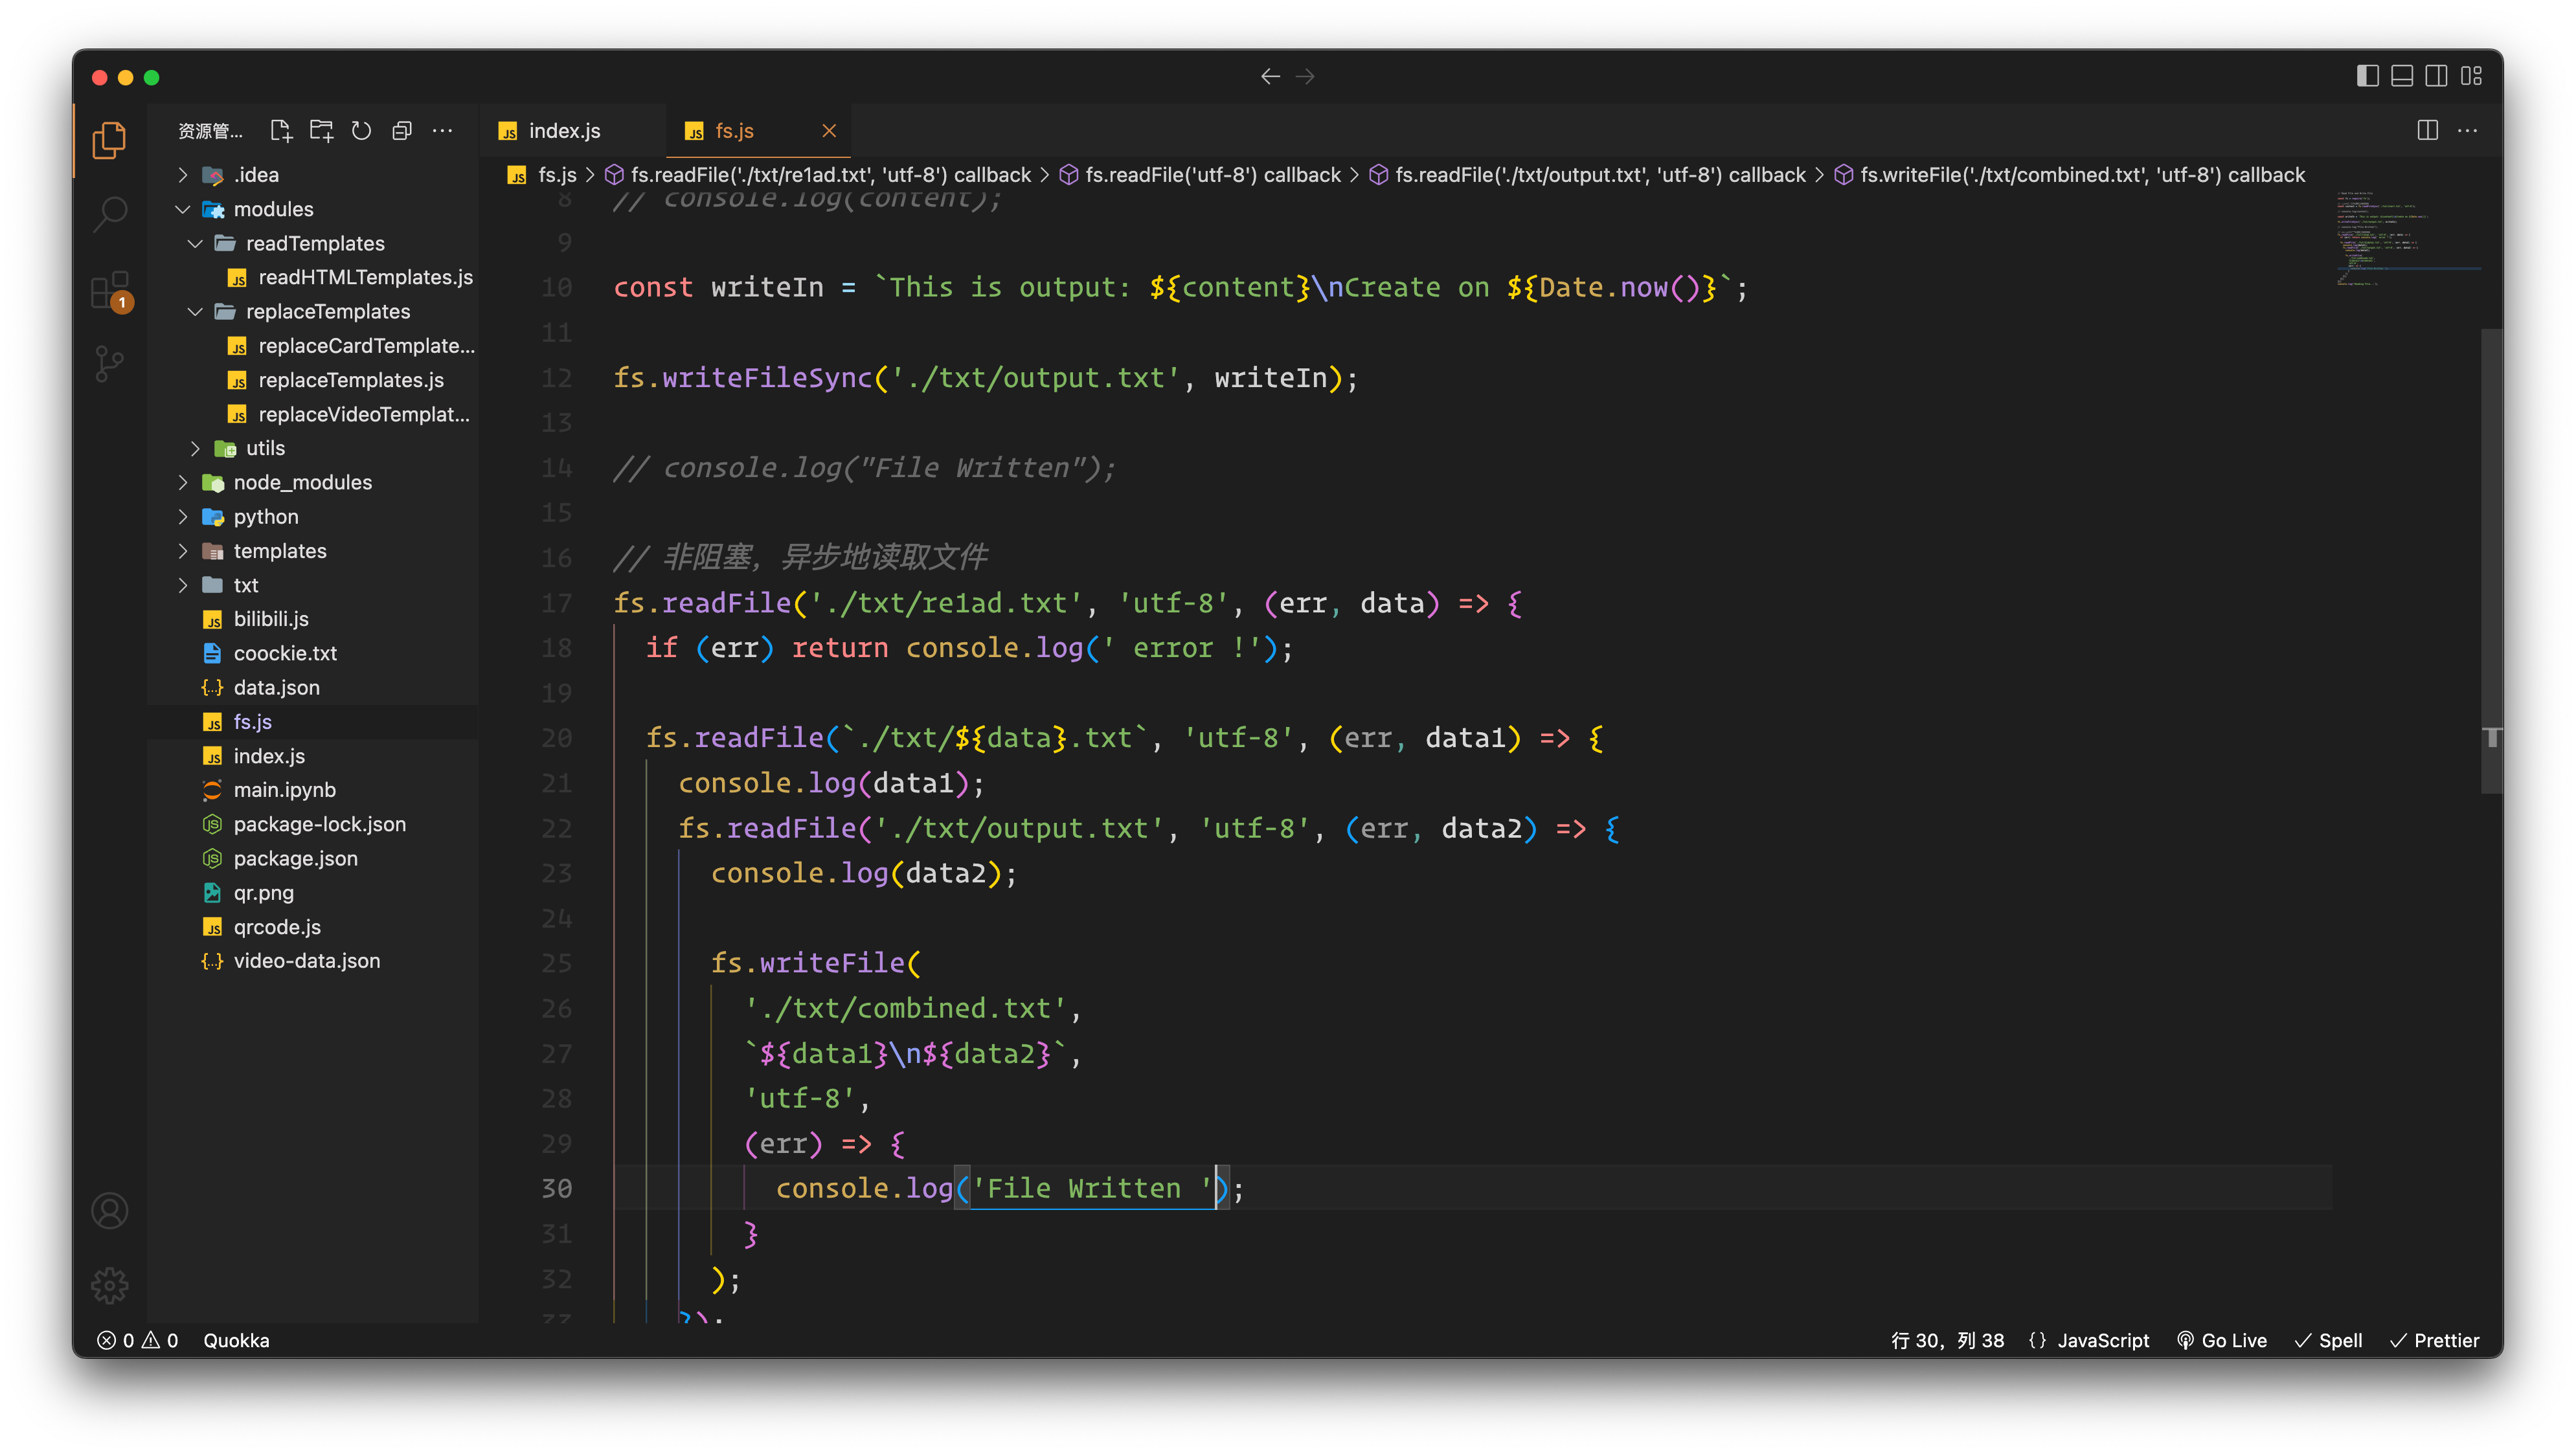 资源管...
index.js
fs.js
fs.js > fs.readFile('./txt/re1ad.txt', 'utf-8') callback > fs.readFile('utf-8') callback > fs.readFile('./txt/output.txt', 'utf-8') callback > fs.writeFile('./txt/combined.txt', 'utf-8') callback
.idea
modules
readTemplates
readHTMLTemplates.js
replaceTemplates
replaceCardTemplate...
replaceTemplates.js
replaceVideoTemplat...
utils
node_modules
python
templates
txt
bilibili.js
coockie.txt
data.json
fs.js
index.js
main.ipynb
package-lock.json
package.json
qr.png
qrcode.js
video-data.json
1
8 // console.log(content);
9
10 const writeIn = `This is output: ${content}\nCreate on ${Date.now()}`;
11
12 fs.writeFileSync('./txt/output.txt', writeIn);
13
14 // console.log("File Written");
15
16 // 非阻塞，异步地读取文件
17 fs.readFile('./txt/re1ad.txt', 'utf-8', (err, data) => {
18 if (err) return console.log(' error !');
19
20 fs.readFile(`./txt/${data}.txt`, 'utf-8', (err, data1) => {
21 console.log(data1);
22 fs.readFile('./txt/output.txt', 'utf-8', (err, data2) => {
23 console.log(data2);
24
25 fs.writeFile(
26 './txt/combined.txt',
27 `${data1}\n${data2}`,
28 'utf-8',
29 (err) => {
30 console.log('File Written ');
31 }
32 );
33 });
0 0 Quokka
行 30，列 38 {} JavaScript Go Live Spell Prettier